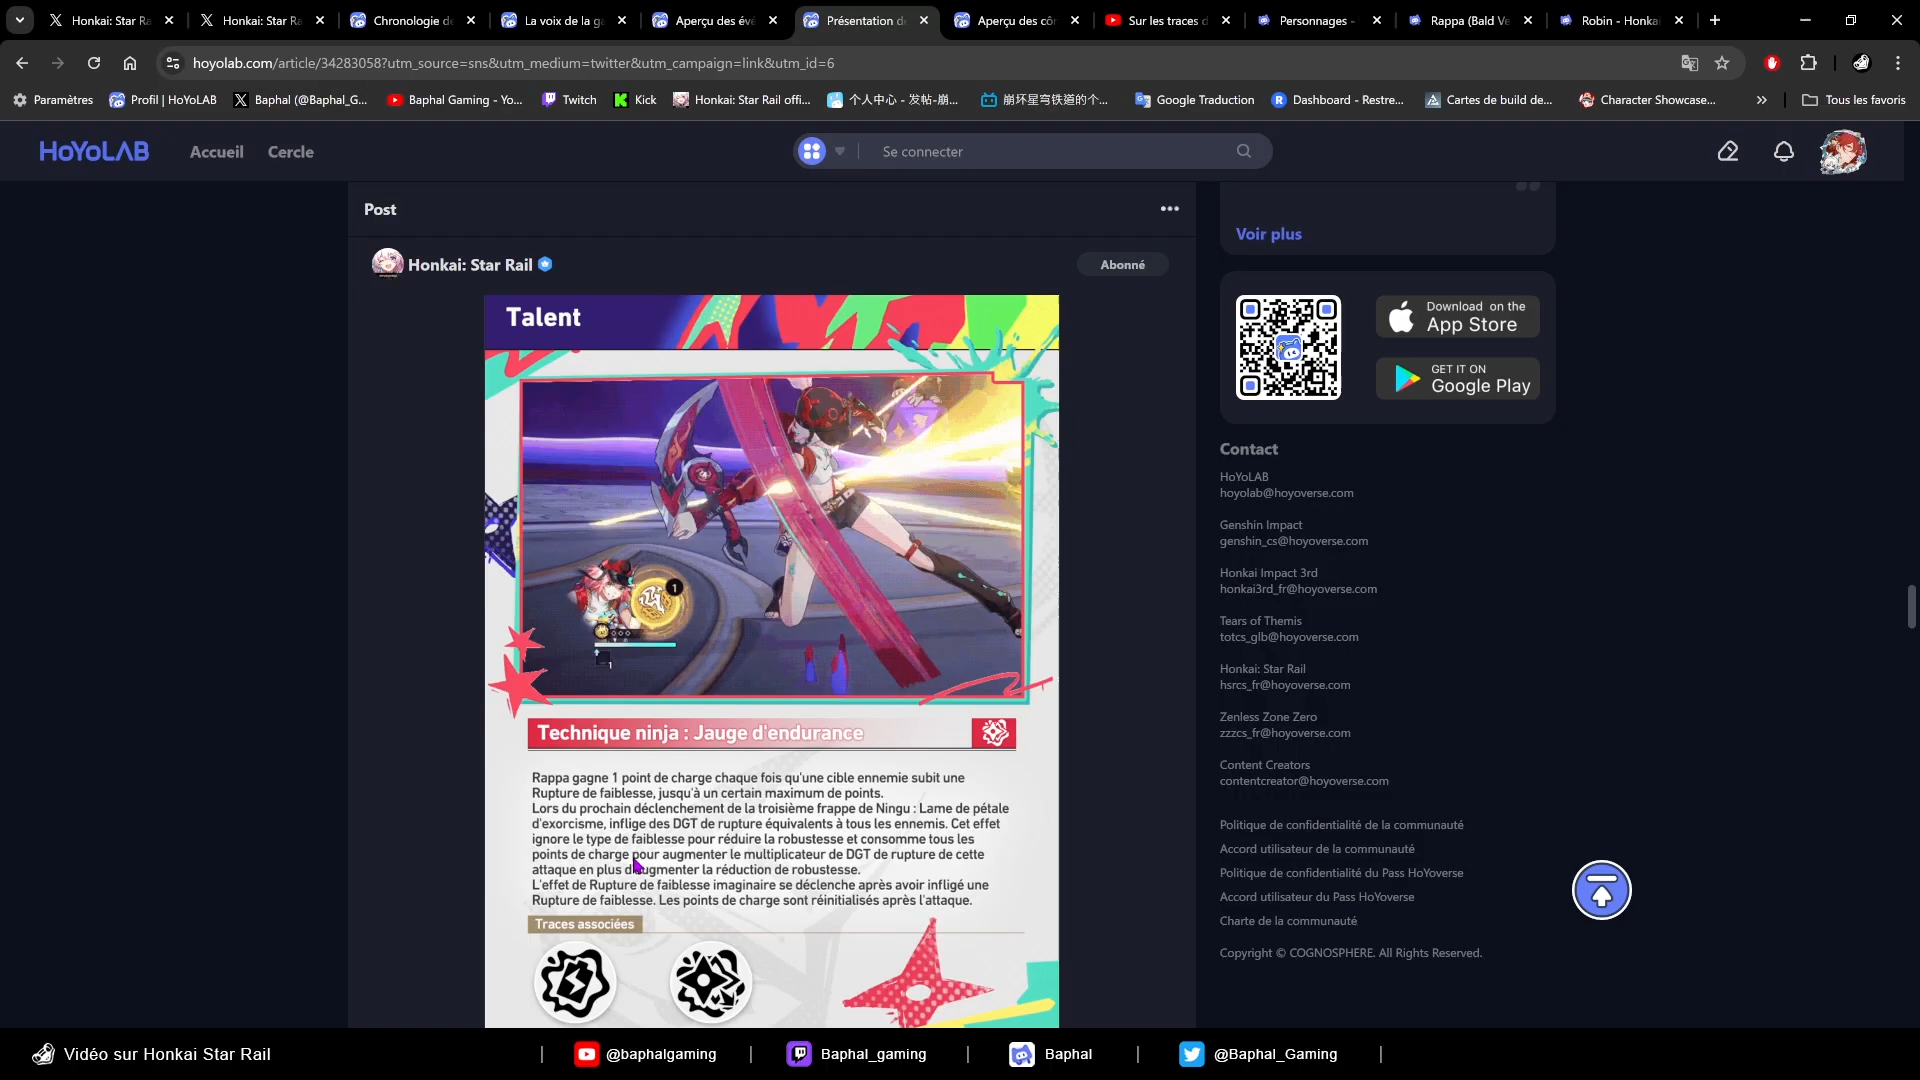 Honkai: Star Ra
Honkai: Star Ra
Chronologie de
La voix de la ga
Aperçu des évé
Présentation d
Aperçu des côn
Sur les traces d
Personnages -
Rappa (Bald Ve
Robin - Honkai
hoyolab.com/article/34283058?utm_source=sns&utm_medium=twitter&utm_campaign=link&utm_id=6
Paramètres
Profil | HoYoLAB
Baphal (@Baphal_G...
Baphal Gaming - Yo...
Twitch
Kick
Honkai: Star Rail offi...
个人中心 - 发帖-崩...
崩坏星穹铁道的个...
Google Traduction
Dashboard - Restre...
Cartes de build de...
Character Showcase...
»
Tous les favoris
HoYoLAB
Accueil
Cercle
Se connecter
Post
Voir plus
Honkai: Star Rail
Abonné
Talent
Download on the
App Store
GET IT ON
Google Play
1
1
Technique ninja : Jauge d'endurance
Rappa gagne 1 point de charge chaque fois qu'une cible ennemie subit une
Rupture de faiblesse, jusqu'à un certain maximum de points.
Lors du prochain déclenchement de la troisième frappe de Ningu : Lame de pétale
d'exorcisme, inflige des DGT de rupture équivalents à tous les ennemis. Cet effet
ignore le type de faiblesse pour réduire la robustesse et consomme tous les
points de charge pour augmenter le multiplicateur de DGT de rupture de cette
attaque en plus d'augmenter la réduction de robustesse.
L'effet de Rupture de faiblesse imaginaire se déclenche après avoir infligé une
Rupture de faiblesse. Les points de charge sont réinitialisés après l'attaque.
Traces associées
Contact
HoYoLAB
hoyolab@hoyoverse.com
Genshin Impact
genshin_cs@hoyoverse.com
Honkai Impact 3rd
honkai3rd_fr@hoyoverse.com
Tears of Themis
totcs_glb@hoyoverse.com
Honkai: Star Rail
hsrcs_fr@hoyoverse.com
Zenless Zone Zero
zzzcs_fr@hoyoverse.com
Content Creators
contentcreator@hoyoverse.com
Politique de confidentialité de la communauté
Accord utilisateur de la communauté
Politique de confidentialité du Pass HoYoverse
Accord utilisateur du Pass HoYoverse
Charte de la communauté
Copyright © COGNOSPHERE. All Rights Reserved.
Vidéo sur Honkai Star Rail
@baphalgaming
Baphal_gaming
Baphal
@Baphal_Gaming